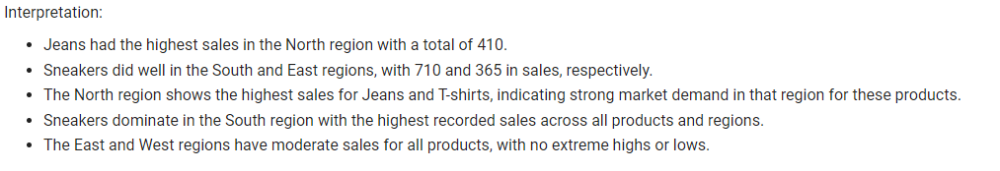 Interpretation:
• Jeans had the highest sales in the North region with a total of 410.
• Sneakers did well in the South and East regions, with 710 and 365 in sales, respectively.
• The North region shows the highest sales for Jeans and T-shirts, indicating strong market demand in that region for these products.
• Sneakers dominate in the South region with the highest recorded sales across all products and regions.
• The East and West regions have moderate sales for all products, with no extreme highs or lows.